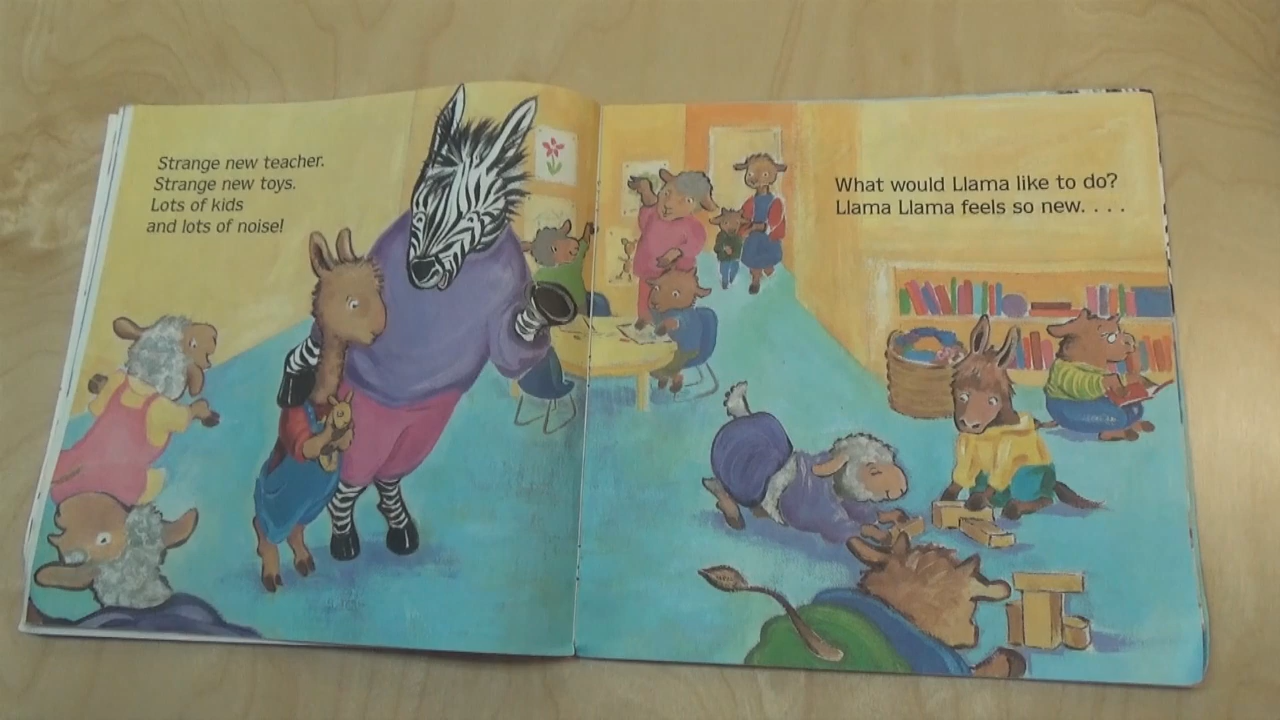 Strange new teacher.
Strange new toys.
Lots of kids
and lots of noise!
What would Llama like to do?
Llama Llama feels so new. . . .